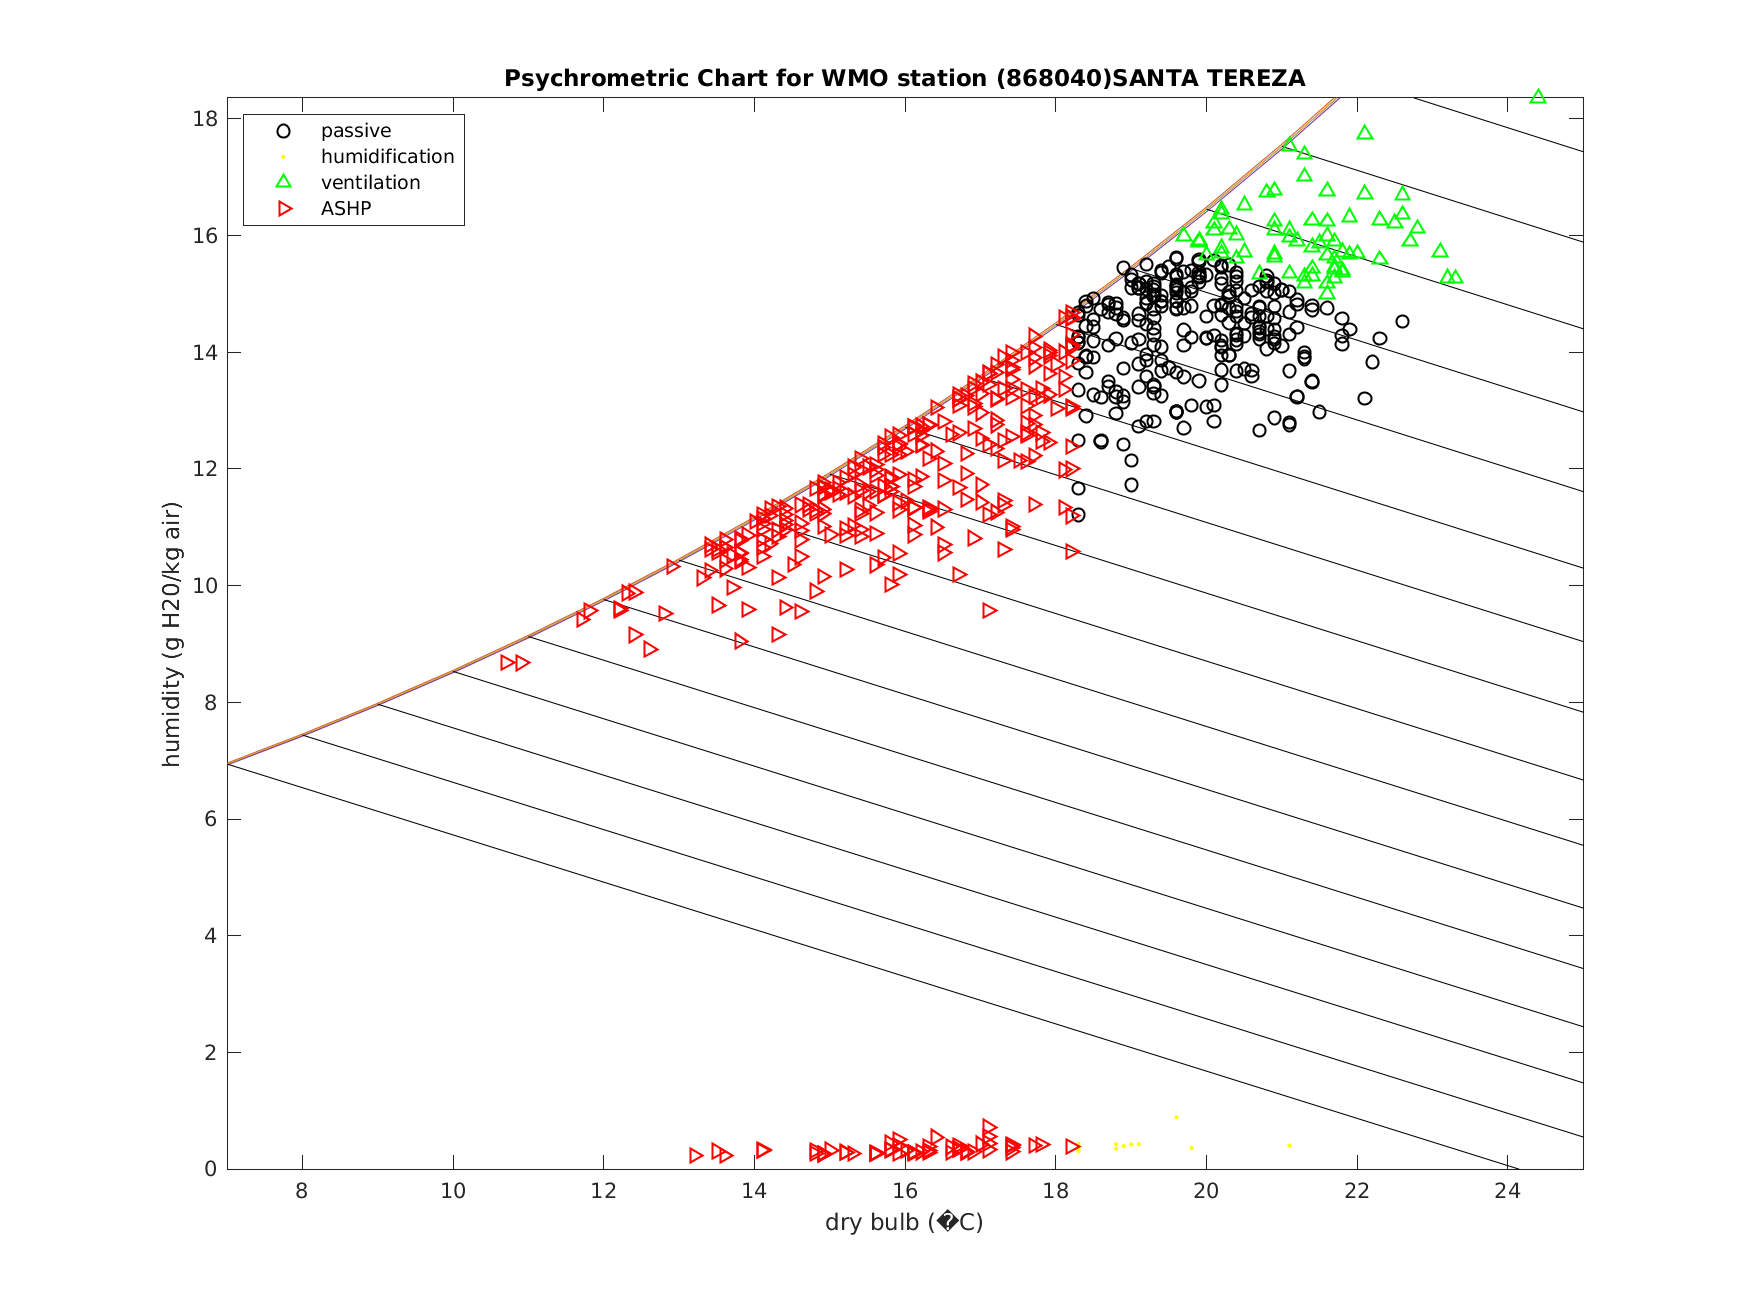 Psychrometric Chart for WMO station (868040)SANTA TEREZA
passive
humidification
ventilation
ASHP
humidity (g H20/kg air)
18
16
14
12
10
8
6
4
2
0
8 10 12 14 16 18 20 22 24
dry bulb (�C)